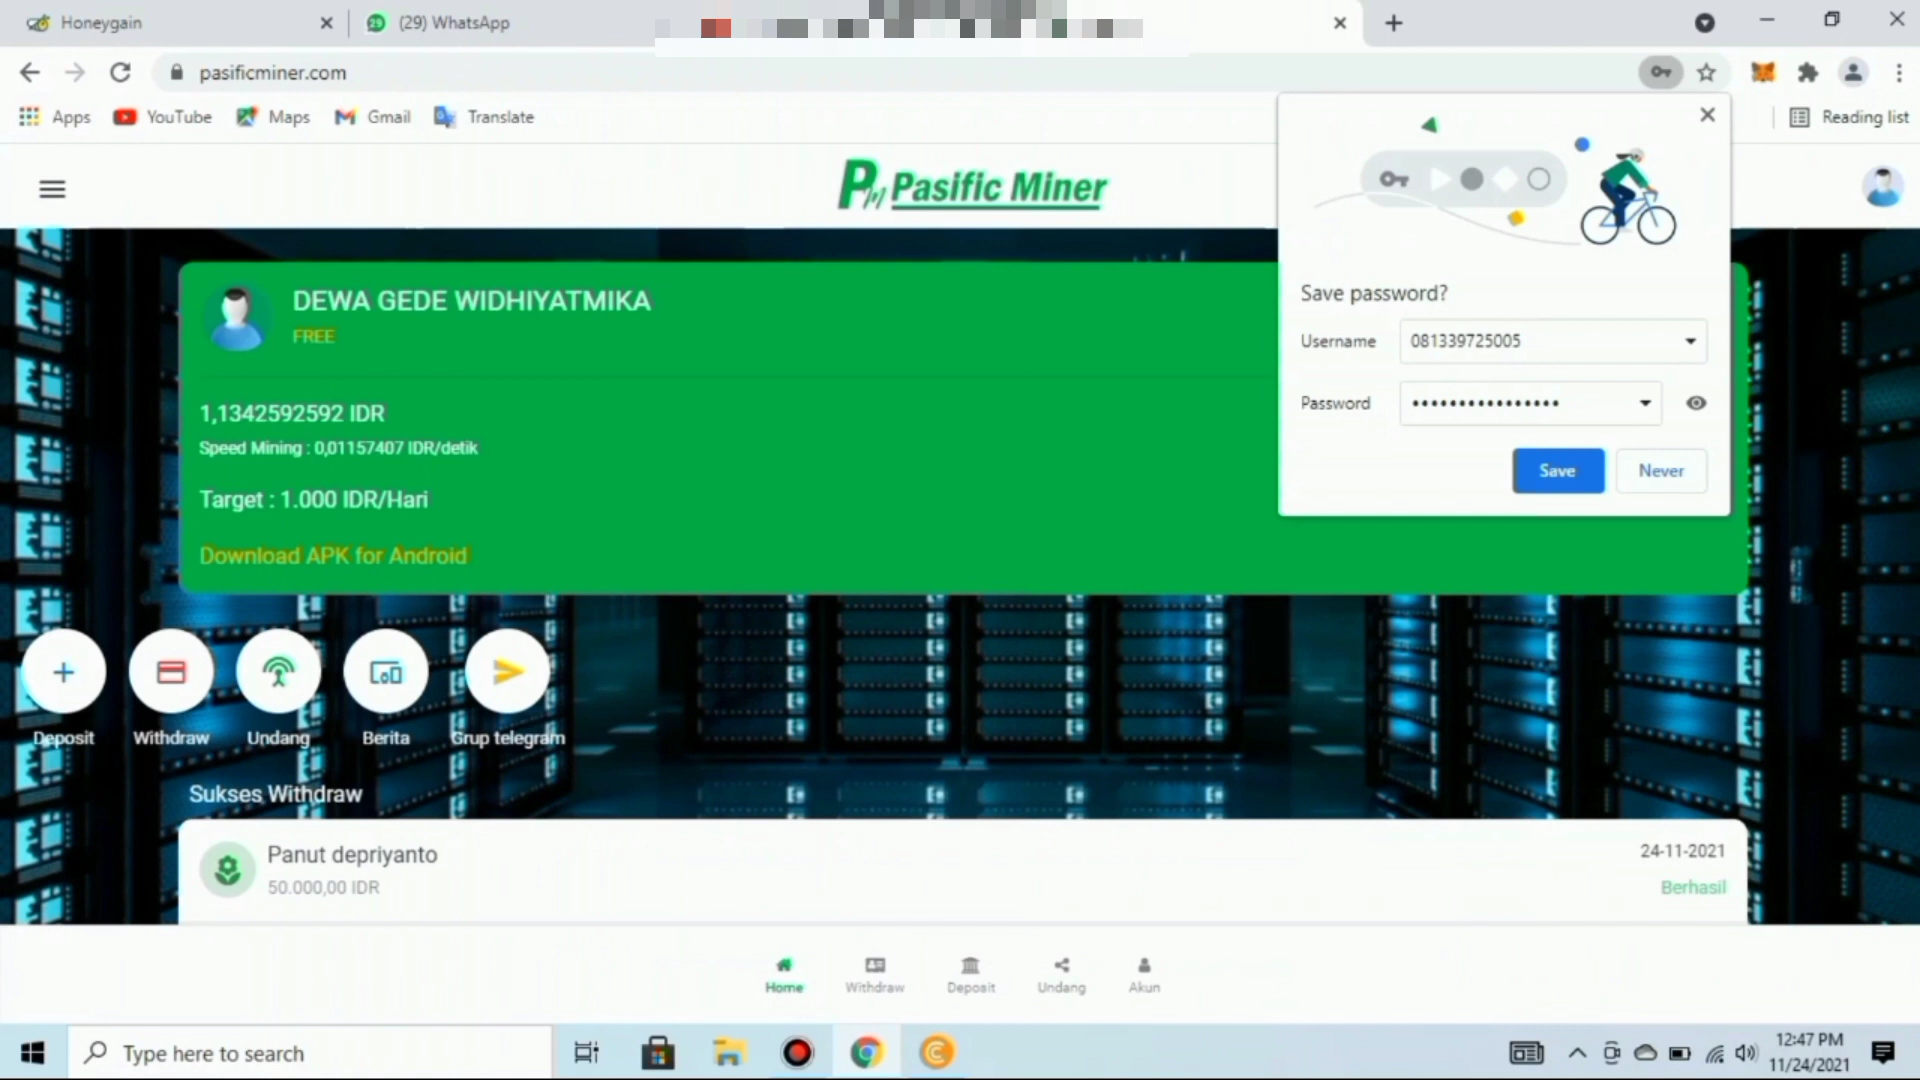 Honeygain
29
(29) WhatsApp
pasificminer.com
Apps
YouTube
Maps
Gmail
Translate
Reading list
Pm Pasific Miner
Save password?
Username
081339725005
Password
••••••••••••••••
Save
Never
DEWA GEDE WIDHIYATMIKA
FREE
1,1342592592 IDR
Speed Mining : 0,01157407 IDR/detik
Target : 1.000 IDR/Hari
Download APK for Android
Deposit
Withdraw
Undang
Berita
Grup telegram
Sukses Withdraw
Panut depriyanto
24-11-2021
50.000,00 IDR
Berhasil
Home
Withdraw
Deposit
Undang
Akun
Type here to search
12:47 PM
11/24/2021